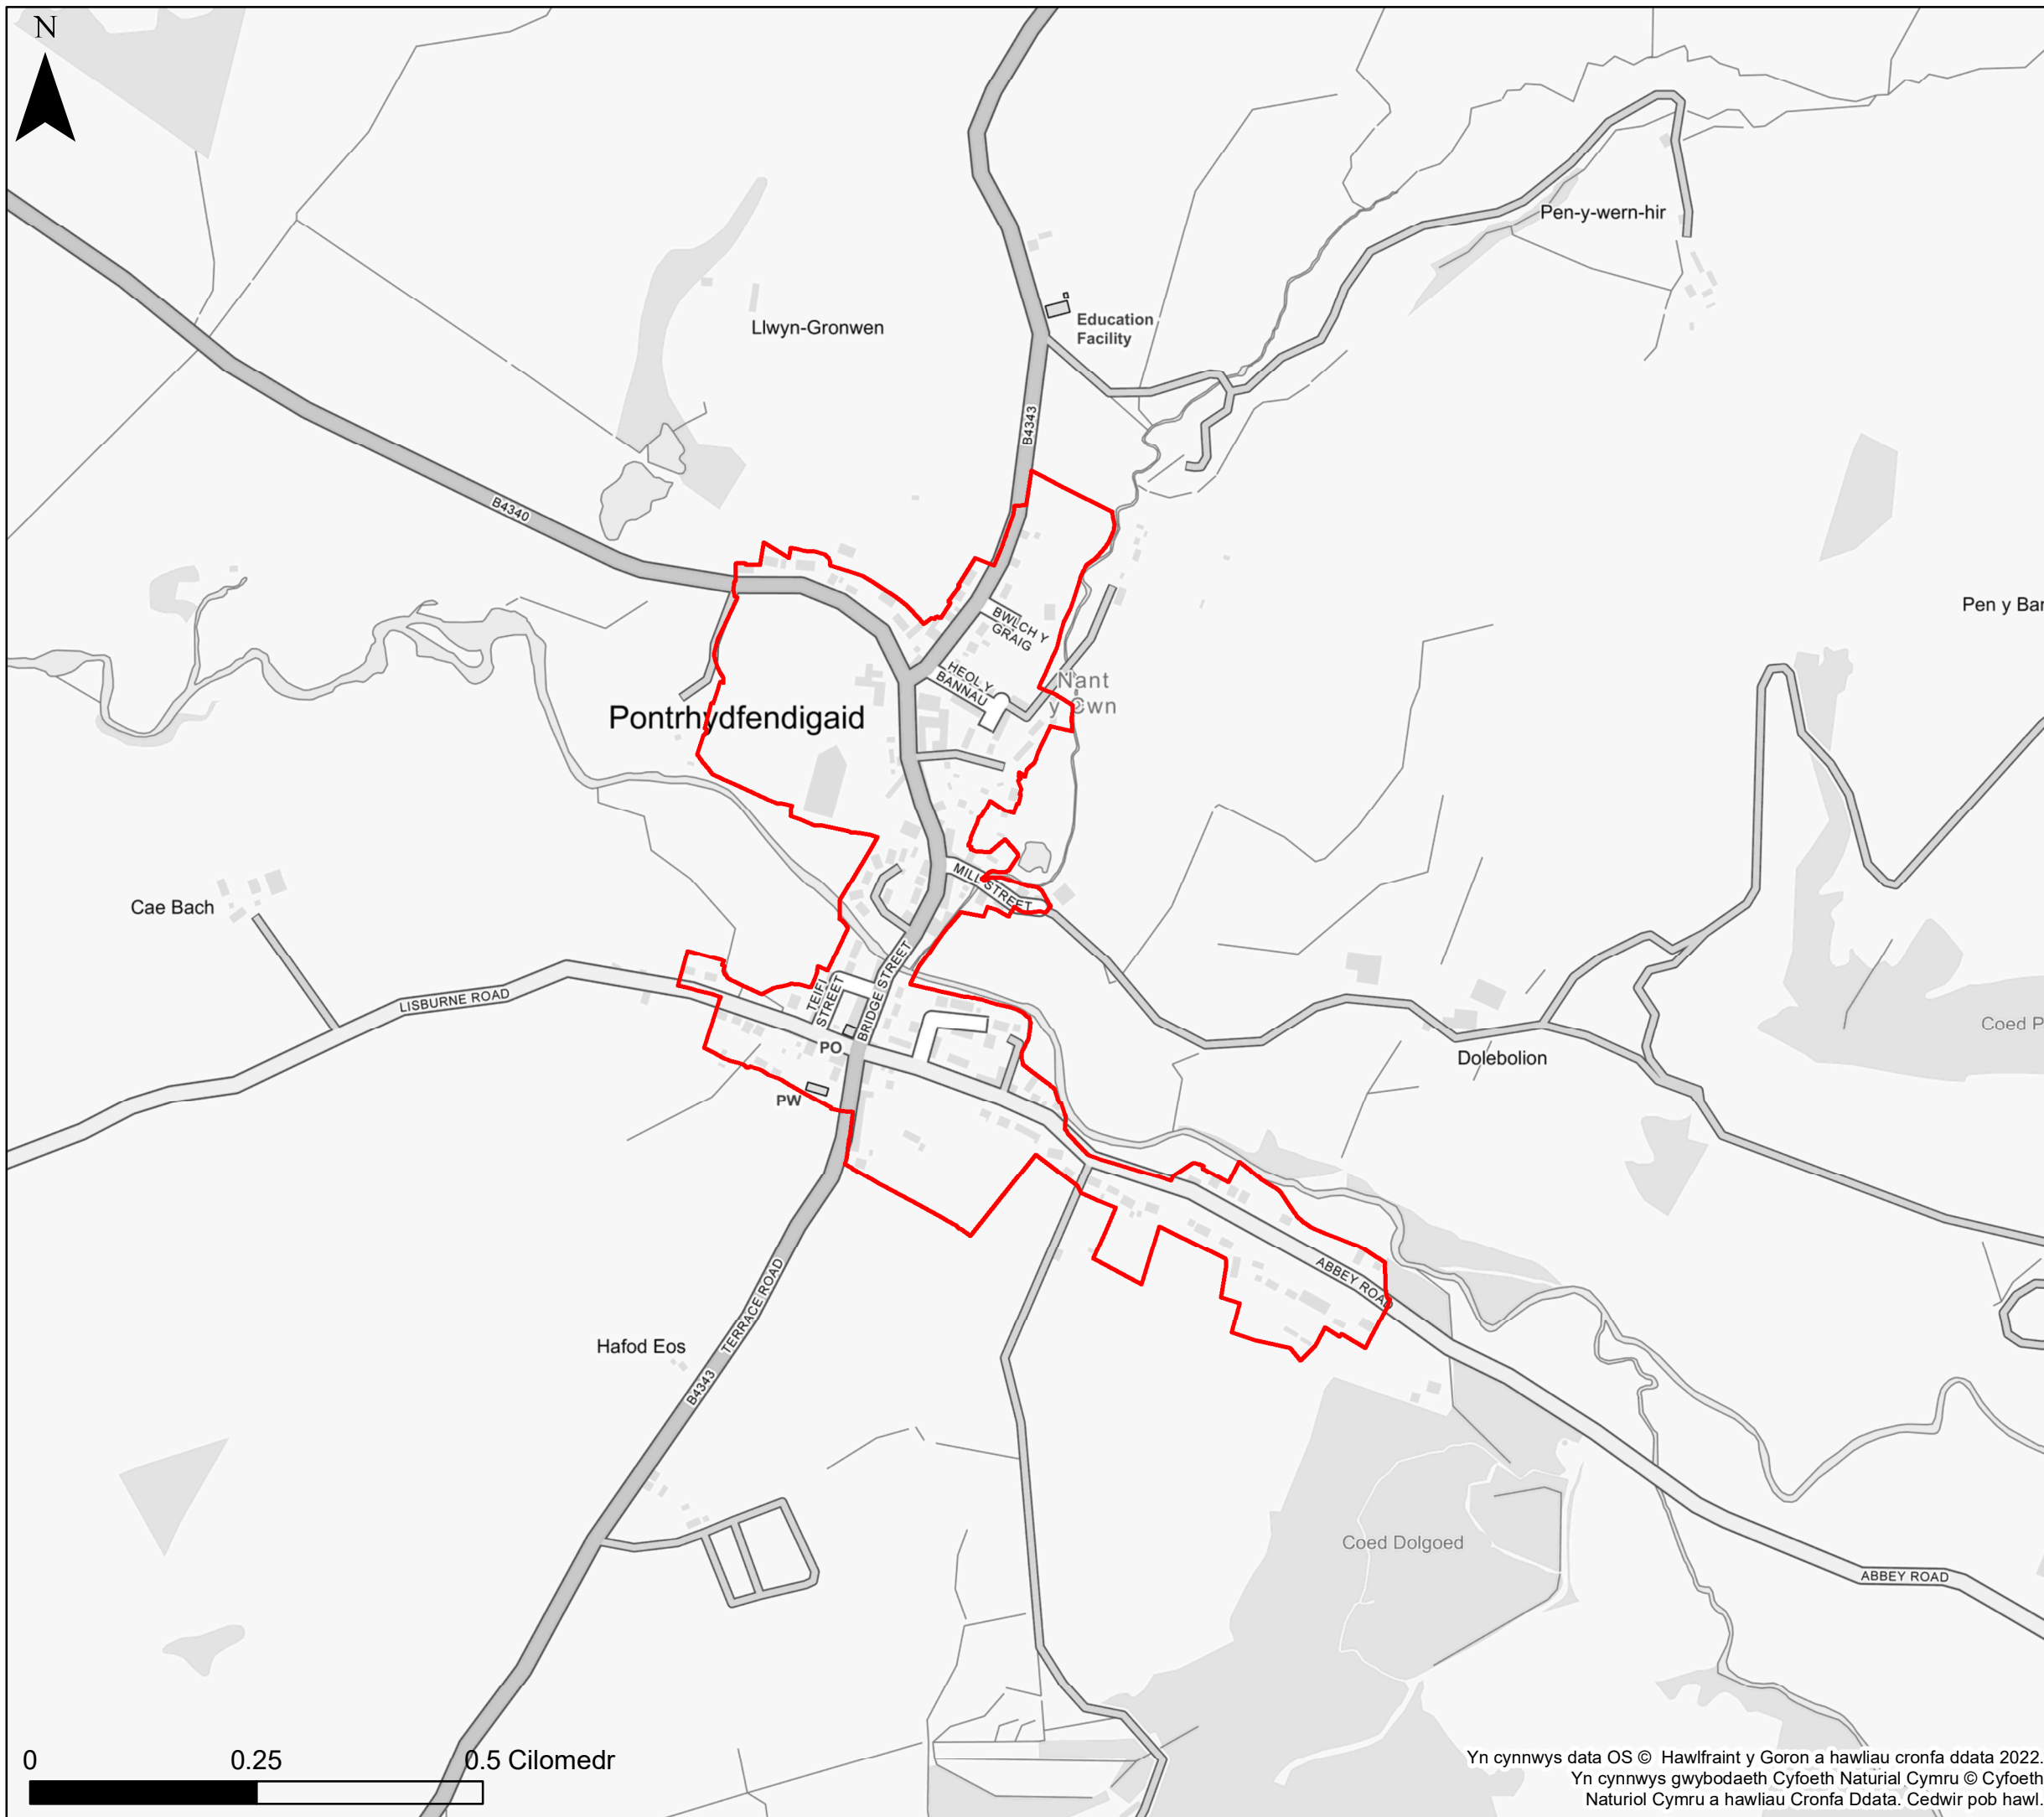 N
Pen-y-wern-hir
Education
Facility
Llwyn-Gronwen
B4343
B4340
Pen y Bar
BWLCH Y
GRAIG
HEOL Y
BANNAU
Nant
y Cwn
Pontrhydfendigaid
MILL STREET
Cae Bach
LISBURNE ROAD
TEIFI
STREET
BRIDGE STREET
PO
Coed P
Dolebolion
PW
ABBEY ROAD
TERRACE ROAD
Hafod Eos
B4343
Coed Dolgoed
ABBEY ROAD
0 0.25 0.5 Cilomedr
Yn cynnwys data OS © Hawlfraint y Goron a hawliau cronfa ddata 2022.
Yn cynnwys gwybodaeth Cyfoeth Naturial Cymru © Cyfoeth
Naturiol Cymru a hawliau Cronfa Ddata. Cedwir pob hawl.